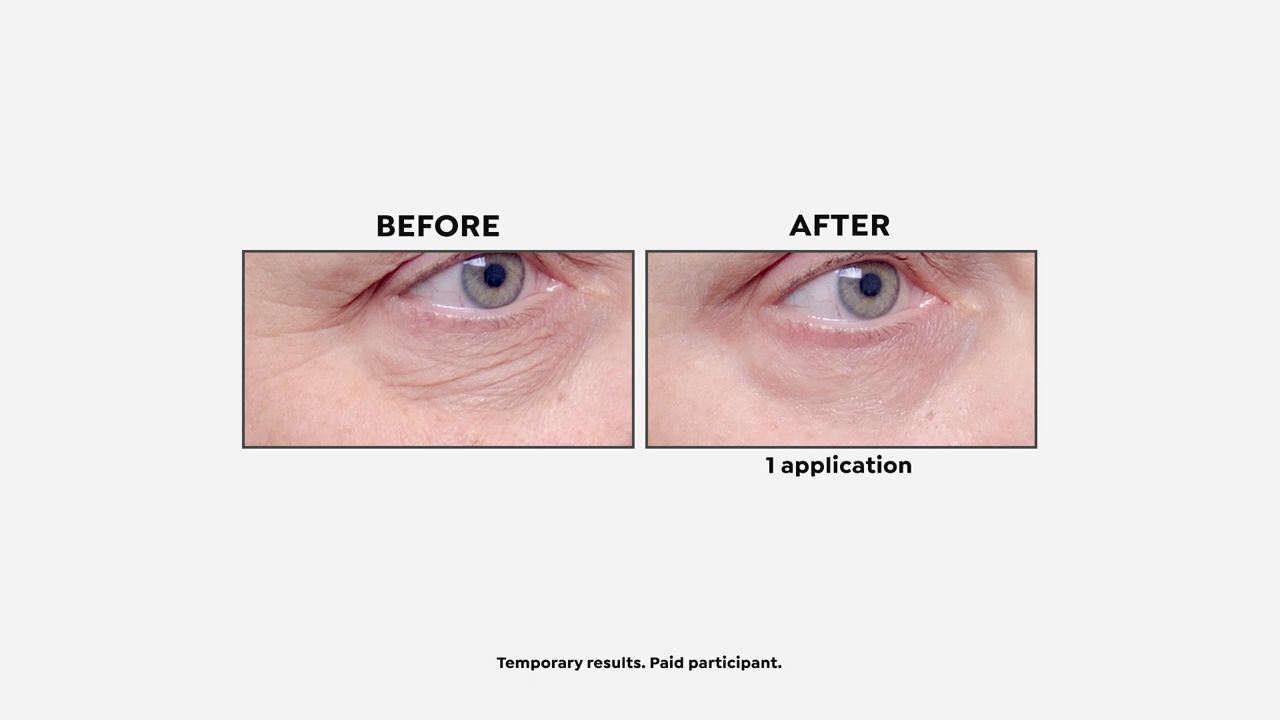 BEFORE
AFTER
1 application
Temporary results. Paid participant.